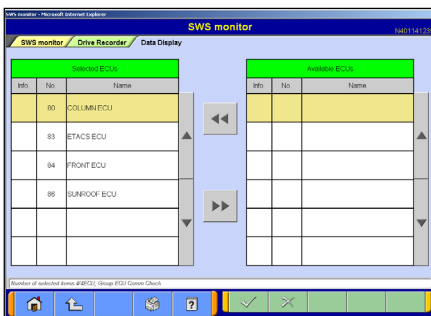 SWS monitor - Microsoft Internet Explorer
SWS monitor
SWS monitor Drive Recorder Data Display
Selected ECUs Available ECUs
Info. No. Name Info. No. Name
80 COLUMN ECU
83 ETACS ECU
84 FRONT ECU
86 SUNROOF ECU
Number of selected items 4/4ECU, Group ECU Comm Check
?